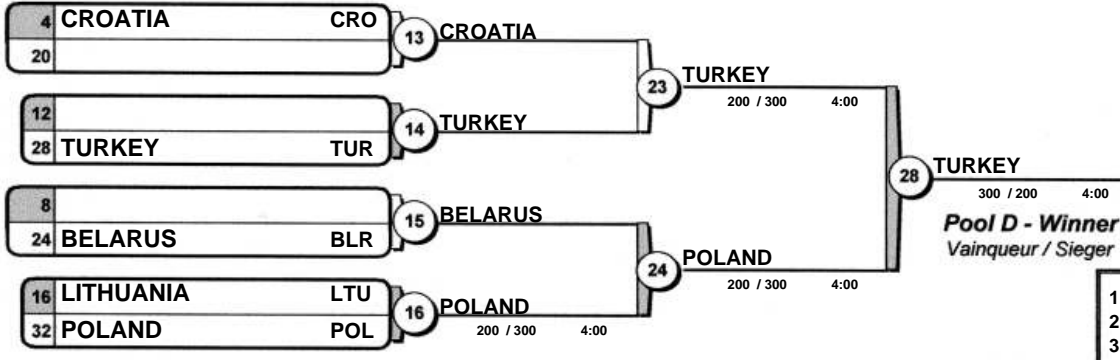 4 CROATIA CRO
20
13 CROATIA
12
28 TURKEY TUR
14 TURKEY
23 TURKEY
200 / 300 4:00
8
24 BELARUS BLR
15 BELARUS
16 LITHUANIA LTU
32 POLAND POL
16 POLAND
200 / 300 4:00
24 POLAND
200 / 300 4:00
28 TURKEY
300 / 200 4:00
Pool D - Winner
Vainqueur / Sieger
1
2
3